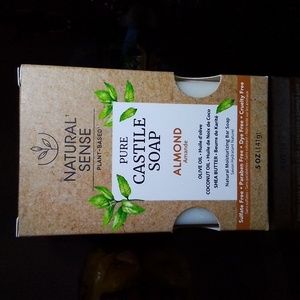 NATURAL
SENSE
PLANT-BASED
PURE
CASTILE
SOAP
ALMOND
Amande
OLIVE OIL - Huile d'olive
COCONUT OIL - Huile de Noix de Coco
SHEA BUTTER - Beurre de Karité
Natural Moisturizing Bar Soap
Sulfate Free • Paraben Free • Dye Free • Cruelty Free
5 OZ (141g)